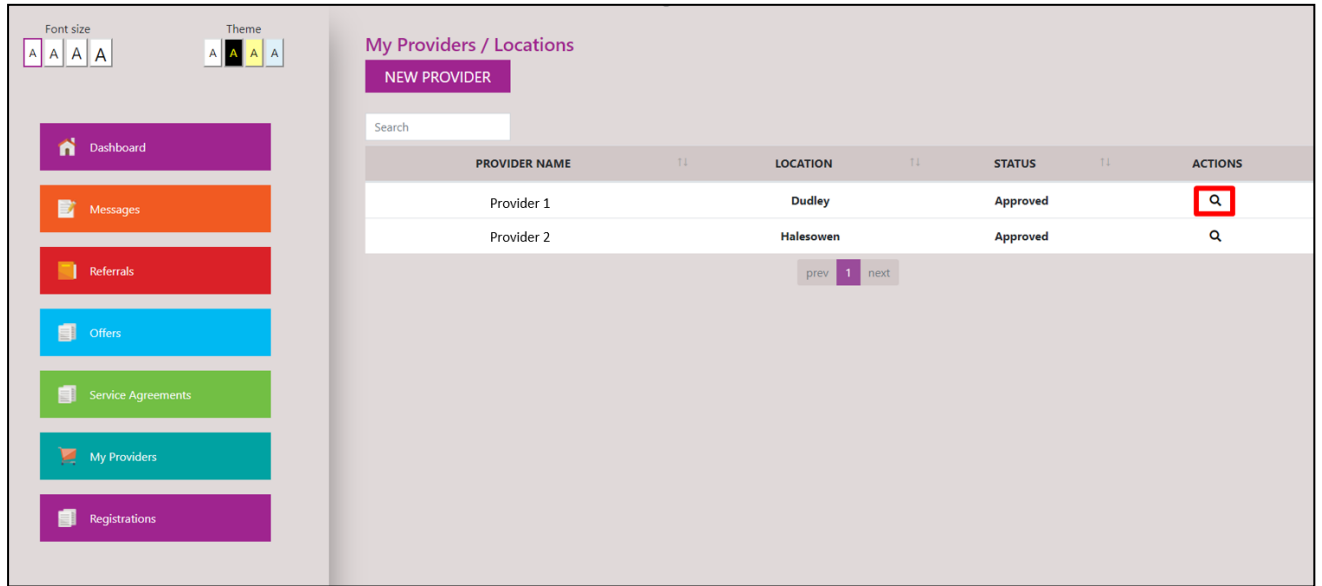 Font size Theme
A A A A A A A A
Dashboard
Messages
Referrals
Offers
Service Agreements
My Providers
Registrations
My Providers / Locations
NEW PROVIDER
Search
PROVIDER NAME LOCATION STATUS ACTIONS
Provider 1 Dudley Approved
Provider 2 Halesowen Approved
prev 1 next